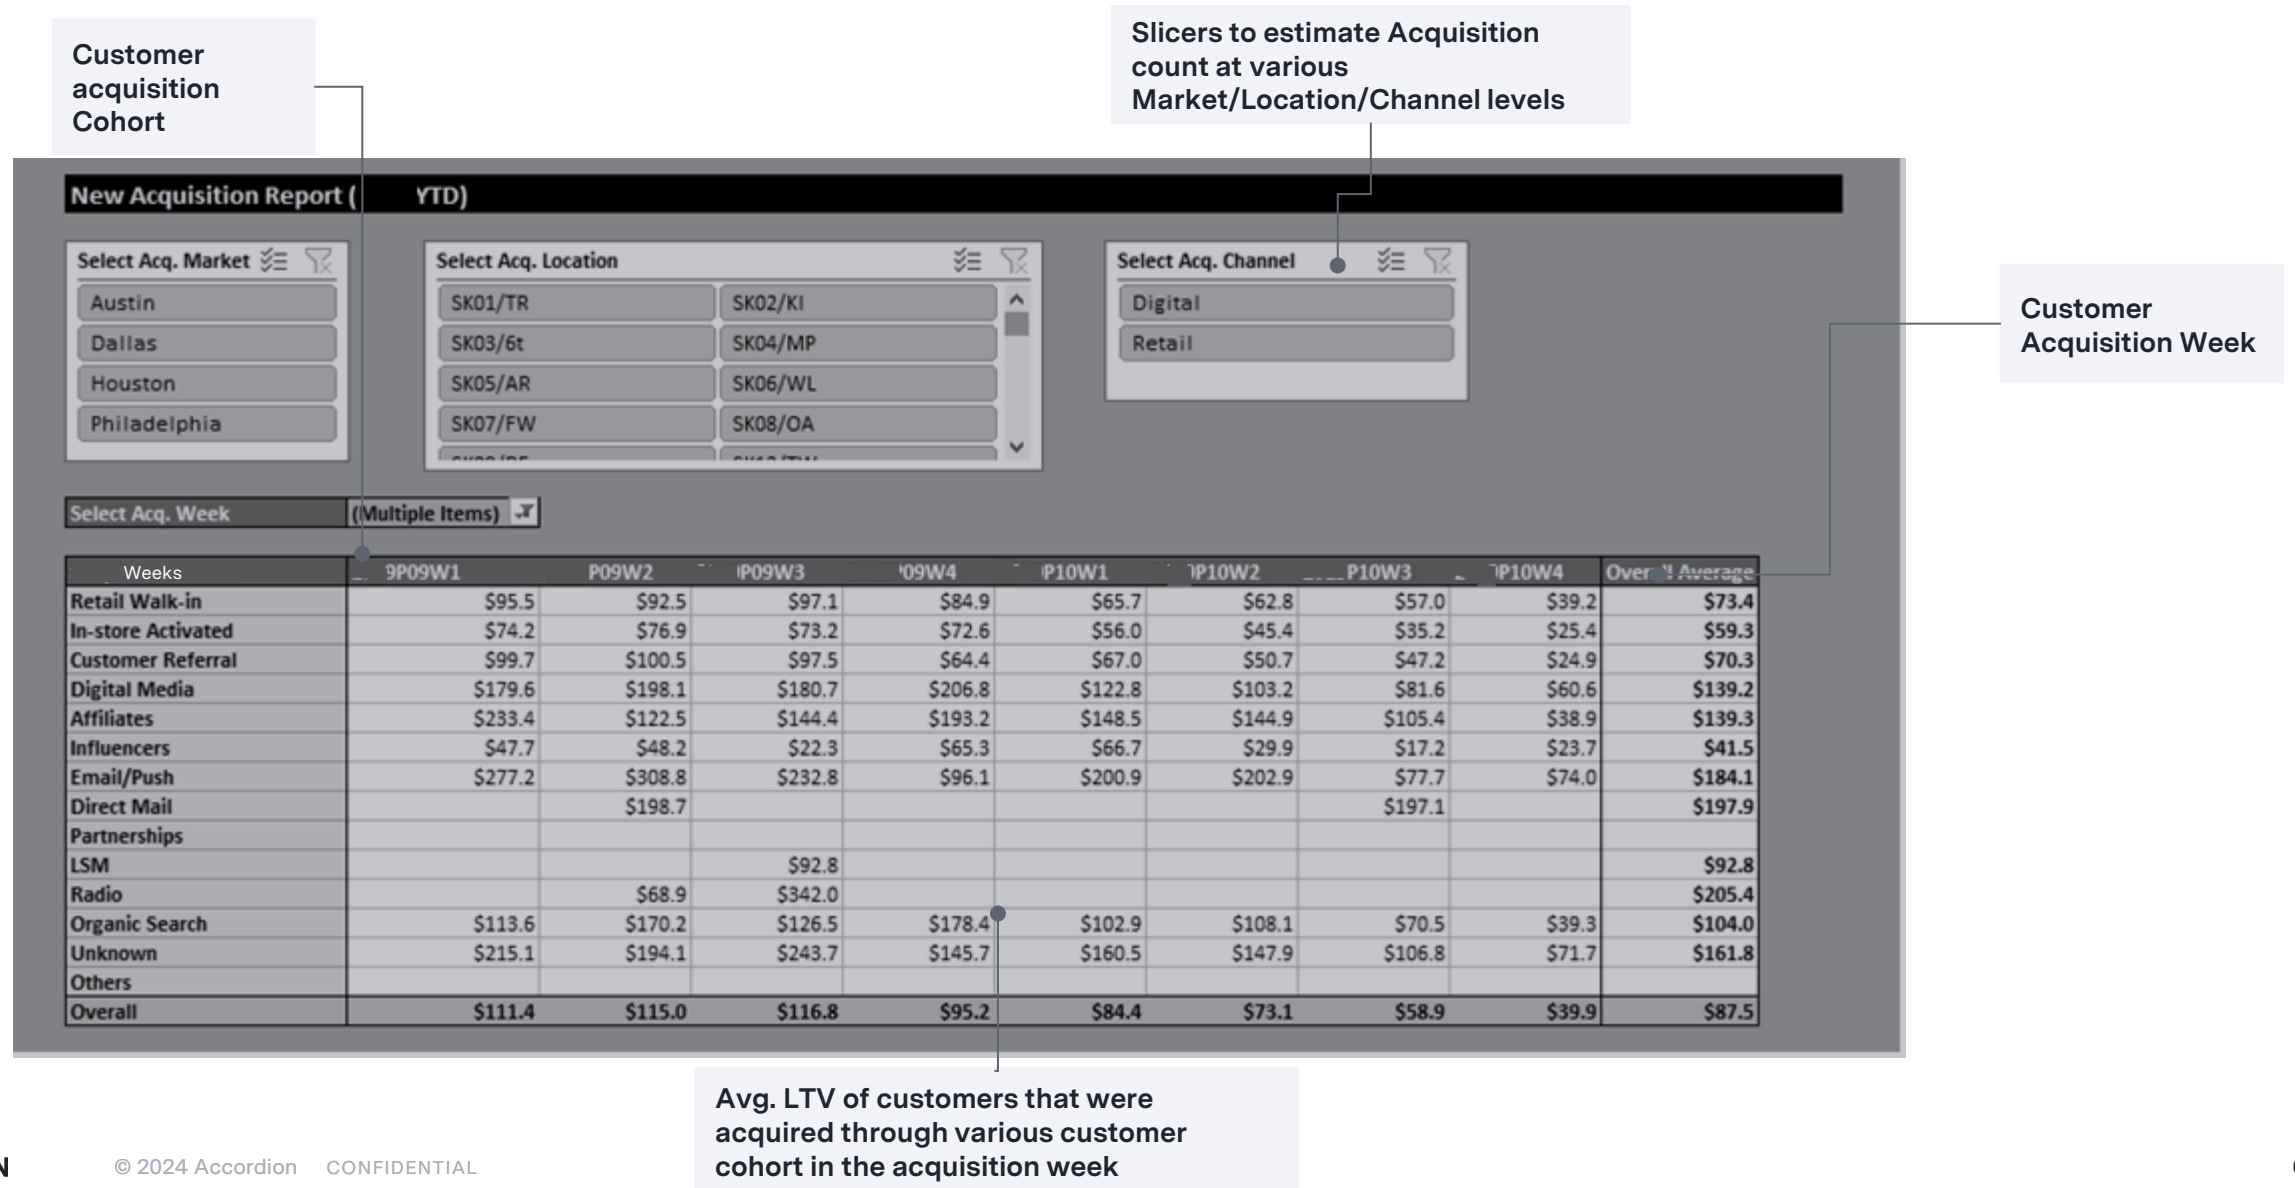 Customer
acquisition
Cohort
Slicers to estimate Acquisition
count at various
Market/Location/Channel levels
New Acquisition Report ( YTD)
Select Acq. Market
Austin
Dallas
Houston
Philadelphia
Select Acq. Location
SK01/TR SK02/KI
SK03/6t SK04/MP
SK05/AR SK06/WL
SK07/FW SK08/OA
Select Acq. Channel
Digital
Retail
Customer
Acquisition Week
Select Acq. Week (Multiple Items)
Weeks 9P09W1 P09W2 P09W3 09W4 P10W1 P10W2 P10W3 P10W4 Overall Average
Retail Walk-in $95.5 $92.5 $97.1 $84.9 $65.7 $62.8 $57.0 $39.2 $73.4
In-store Activated $74.2 $76.9 $73.2 $72.6 $56.0 $45.4 $35.2 $25.4 $59.3
Customer Referral $99.7 $100.5 $97.5 $64.4 $67.0 $50.7 $47.2 $24.9 $70.3
Digital Media $179.6 $198.1 $180.7 $206.8 $122.8 $103.2 $81.6 $60.6 $139.2
Affiliates $233.4 $122.5 $144.4 $193.2 $148.5 $144.9 $105.4 $38.9 $139.3
Influencers $47.7 $48.2 $22.3 $65.3 $66.7 $29.9 $17.2 $23.7 $41.5
Email/Push $277.2 $308.8 $232.8 $96.1 $200.9 $202.9 $77.7 $74.0 $184.1
Direct Mail $198.7 $197.1 $197.9
Partnerships
LSM $92.8 $92.8
Radio $68.9 $342.0 $205.4
Organic Search $113.6 $170.2 $126.5 $178.4 $102.9 $108.1 $70.5 $39.3 $104.0
Unknown $215.1 $194.1 $243.7 $145.7 $160.5 $147.9 $106.8 $71.7 $161.8
Others
Overall $111.4 $115.0 $116.8 $95.2 $84.4 $73.1 $58.9 $39.9 $87.5
Avg. LTV of customers that were
acquired through various customer
cohort in the acquisition week
© 2024 Accordion CONFIDENTIAL